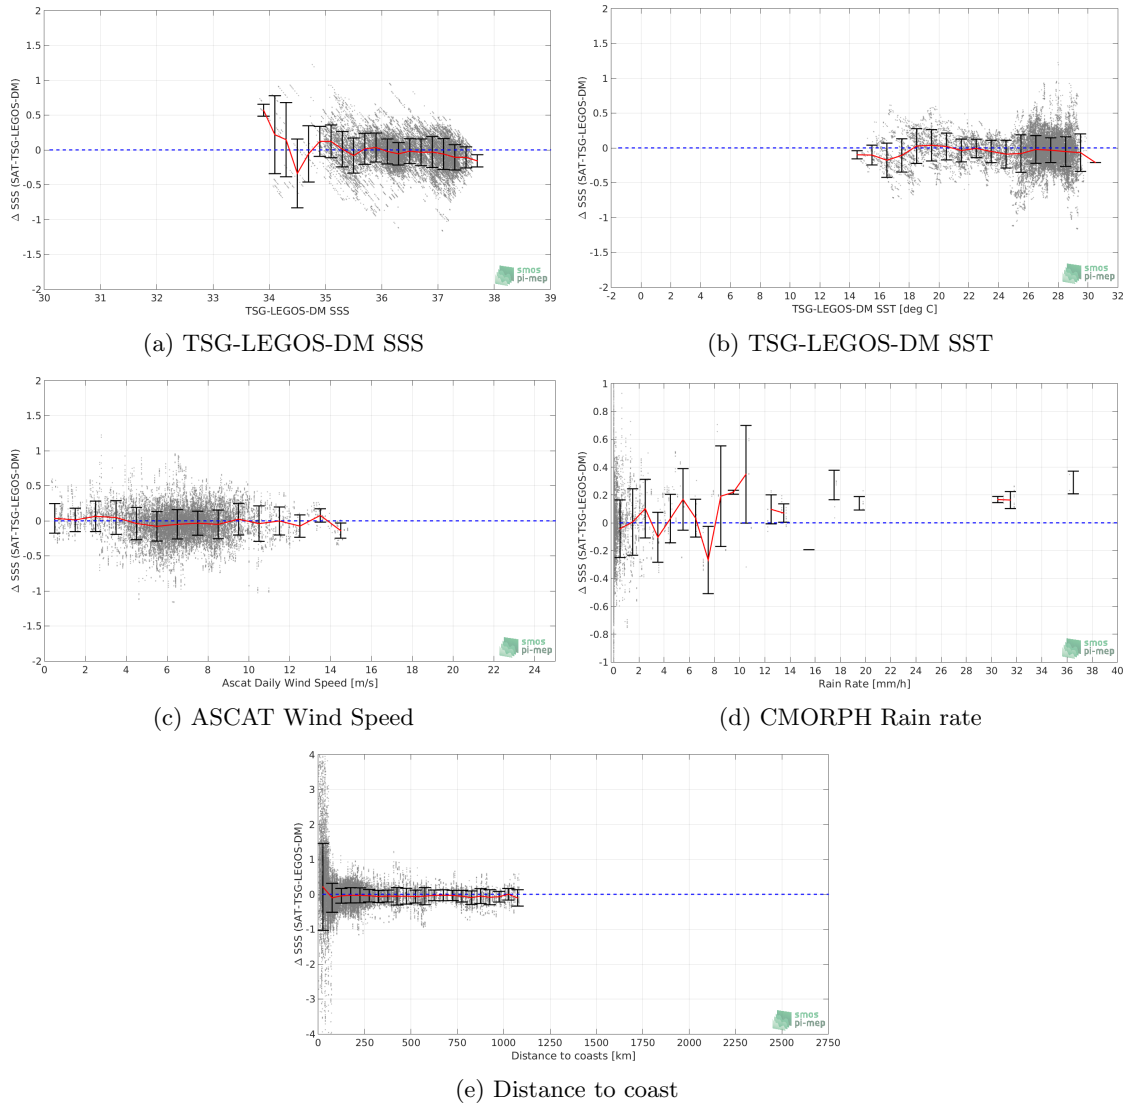 2
1.5
1
0.5
0
-0.5
-1
-1.5
-2
Δ SSS (SAT-TSG-LEGOS-DM)
30 31 32 33 34 35 36 37 38 39
TSG-LEGOS-DM SSS
smos
pi-mep
(a) TSG-LEGOS-DM SSS
2
1.5
1
0.5
0
-0.5
-1
-1.5
-2
Δ SSS (SAT-TSG-LEGOS-DM)
-2 0 2 4 6 8 10 12 14 16 18 20 22 24 26 28 30 32
TSG-LEGOS-DM SST [deg C]
smos
pi-mep
(b) TSG-LEGOS-DM SST
2
1.5
1
0.5
0
-0.5
-1
-1.5
-2
Δ SSS (SAT-TSG-LEGOS-DM)
0 2 4 6 8 10 12 14 16 18 20 22 24
Ascat Daily Wind Speed [m/s]
smos
pi-mep
(c) ASCAT Wind Speed
1
0.8
0.6
0.4
0.2
0
-0.2
-0.4
-0.6
-0.8
-1
Δ SSS (SAT-TSG-LEGOS-DM)
0 2 4 6 8 10 12 14 16 18 20 22 24 26 28 30 32 34 36 38 40
Rain Rate [mm/h]
smos
pi-mep
(d) CMORPH Rain rate
4
3
2
1
0
-1
-2
-3
-4
Δ SSS (SAT-TSG-LEGOS-DM)
0 250 500 750 1000 1250 1500 1750 2000 2250 2500 2750
Distance to coasts [km]
smos
pi-mep
(e) Distance to coast